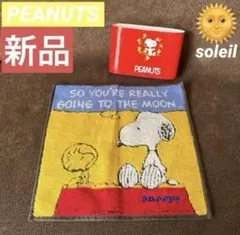 PEANUTS
新品
soleil
PEANUTS
SO YOU'RE REALLY
GOING TO THE MOON...
snoopy